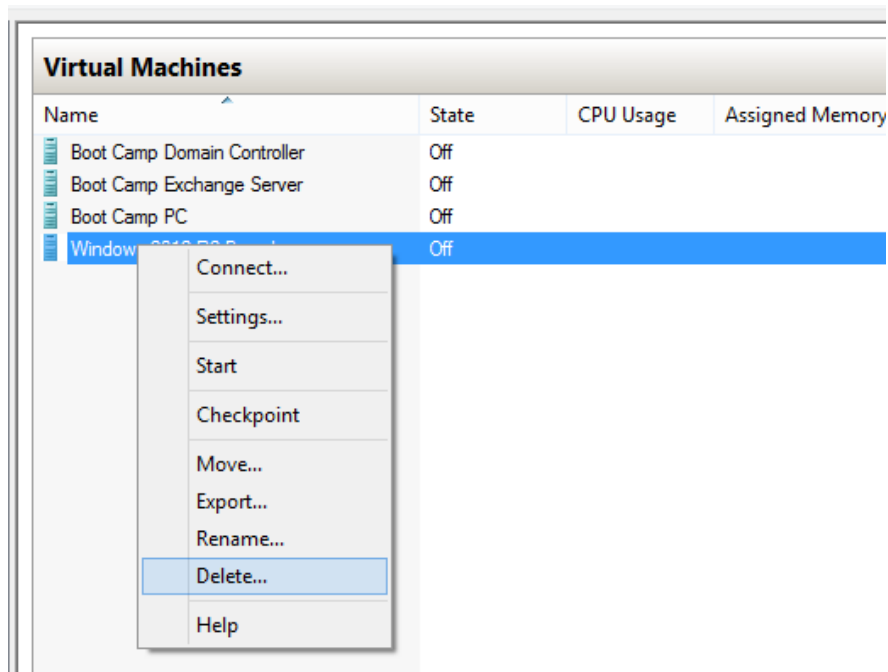 Virtual Machines
Name State CPU Usage Assigned Memory
Boot Camp Domain Controller Off
Boot Camp Exchange Server Off
Boot Camp PC Off
Off
Connect...
Settings...
Start
Checkpoint
Move...
Export...
Rename...
Delete...
Help